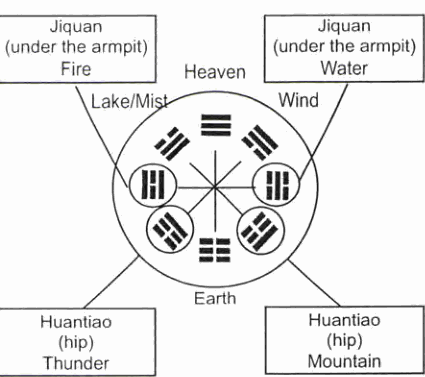 Jiquan
(under the armpit)
Fire
Jiquan
(under the armpit)
Water
Heaven
Lake/Mist
Wind
Earth
Huantiao
(hip)
Thunder
Huantiao
(hip)
Mountain